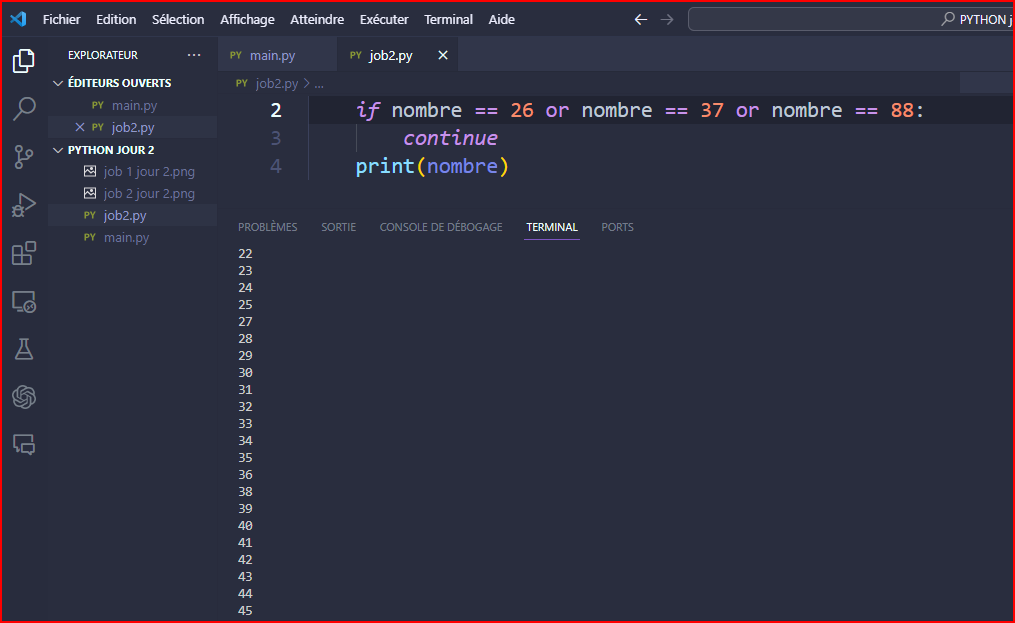 Fichier Edition Sélection Affichage Atteindre Exécuter Terminal Aide PYTHON j
EXPLORATEUR ...
ÉDITEURS OUVERTS
PY main.py
PY job2.py
PYTHON JOUR 2
job 1 jour 2.png
job 2 jour 2.png
PY job2.py
PY main.py
PY main.py PY job2.py
PY job2.py > ...
2 if nombre == 26 or nombre == 37 or nombre == 88:
3 continue
4 print(nombre)
PROBLÈMES SORTIE CONSOLE DE DÉBOGAGE TERMINAL PORTS
22
23
24
25
27
28
29
30
31
32
33
34
35
36
38
39
40
41
42
43
44
45